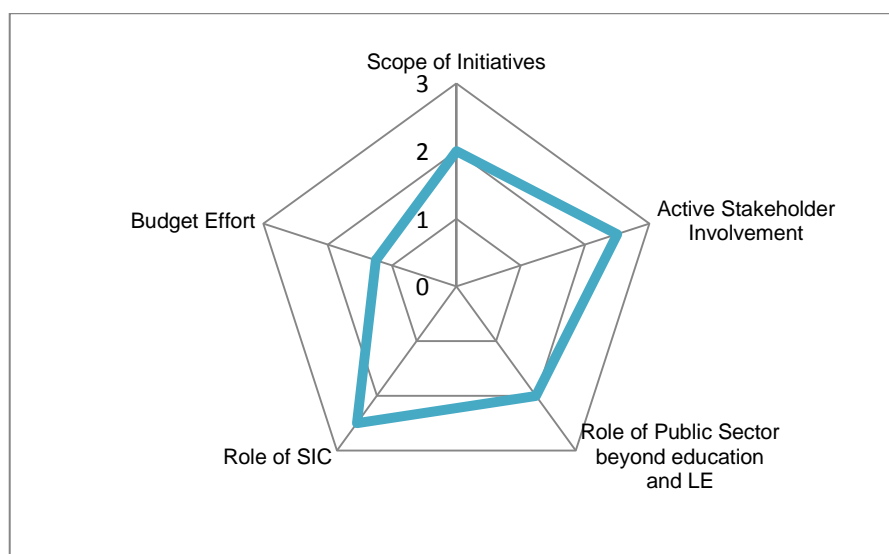 Scope of Initiatives
3
2
1
0
Active Stakeholder
Involvement
Budget Effort
Role of SIC
Role of Public Sector
beyond education
and LE